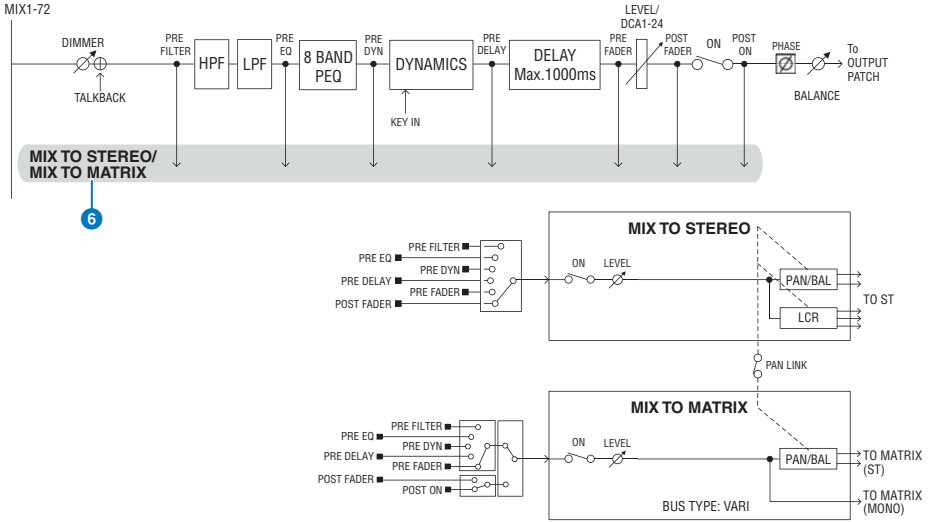 MIX1-72
DIMMER
TALKBACK
PRE
FILTER
HPF
LPF
PRE
EQ
8 BAND
PEQ
PRE
DYN
DYNAMICS
KEY IN
PRE
DELAY
DELAY
Max.1000ms
PRE
FADER
LEVEL/
DCA1-24
POST
FADER
ON
POST
ON
PHASE
BALANCE
To
OUTPUT
PATCH
MIX TO STEREO/
MIX TO MATRIX
6
MIX TO STEREO
PRE FILTER
PRE EQ
PRE DYN
PRE DELAY
PRE FADER
POST FADER
ON
LEVEL
PAN/BAL
LCR
TO ST
PAN LINK
MIX TO MATRIX
PRE FILTER
PRE EQ
PRE DYN
PRE DELAY
PRE FADER
POST FADER
POST ON
ON
LEVEL
PAN/BAL
BUS TYPE: VARI
TO MATRIX
(ST)
TO MATRIX
(MONO)